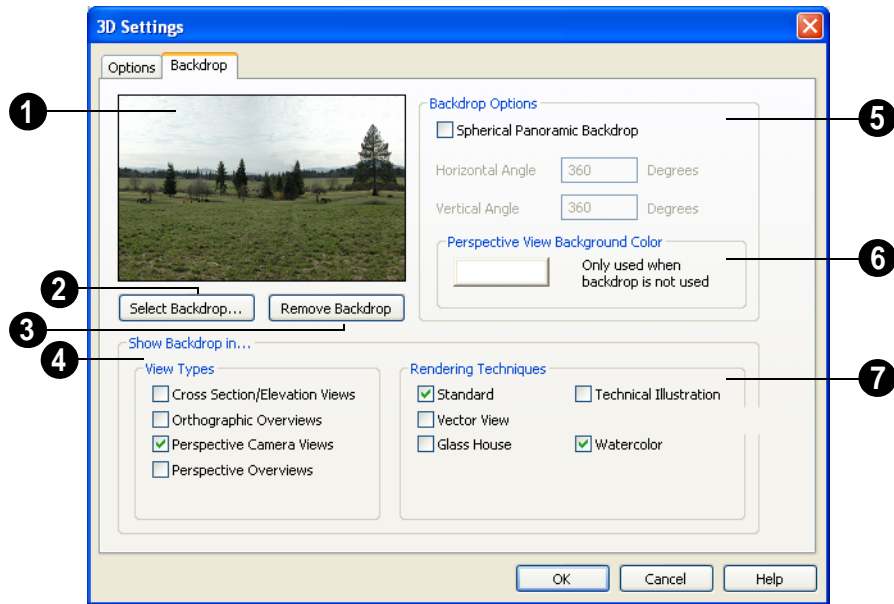 3D Settings
Options Backdrop
1
Backdrop Options
5
Spherical Panoramic Backdrop
Horizontal Angle 360 Degrees
Vertical Angle 360 Degrees
Perspective View Background Color
Only used when
backdrop is not used
6
2
Select Backdrop... Remove Backdrop
3
Show Backdrop in...
4
View Types
Cross Section/Elevation Views
Orthographic Overviews
Perspective Camera Views
Perspective Overviews
Rendering Techniques
7
Standard Technical Illustration
Vector View
Glass House Watercolor
OK Cancel Help